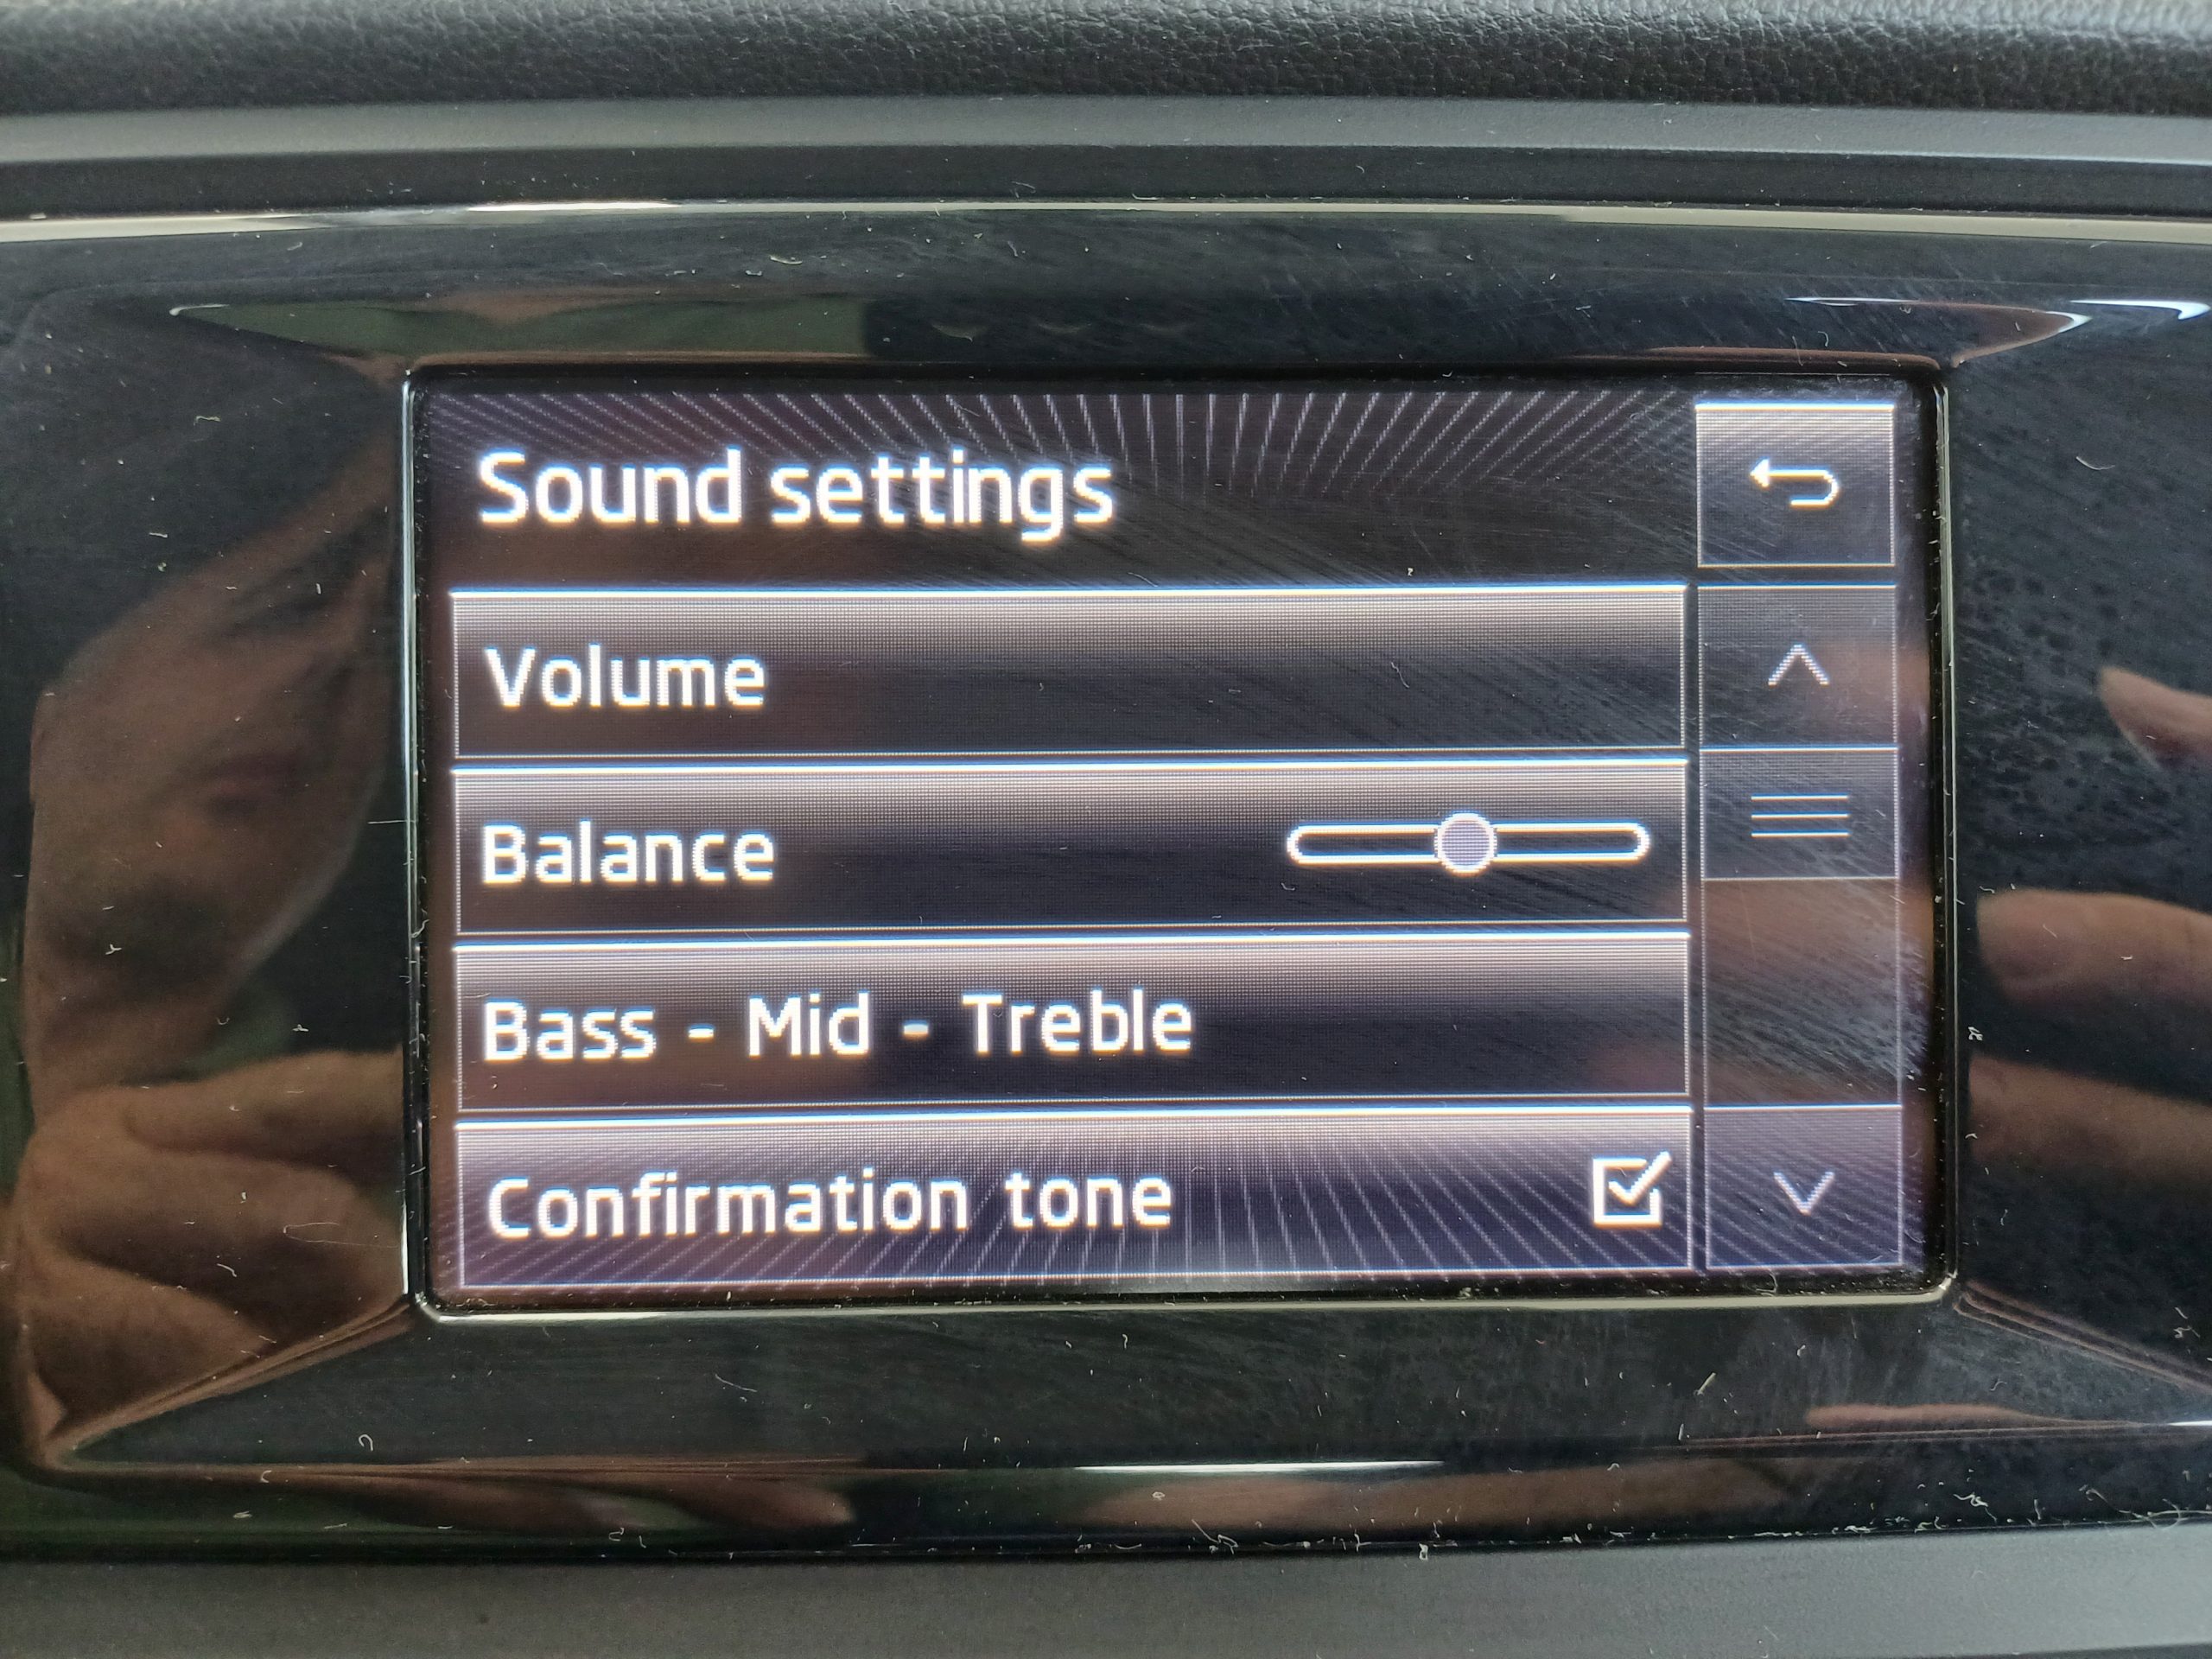 Sound settings
Volume
Balance
Bass - Mid - Treble
Confirmation tone